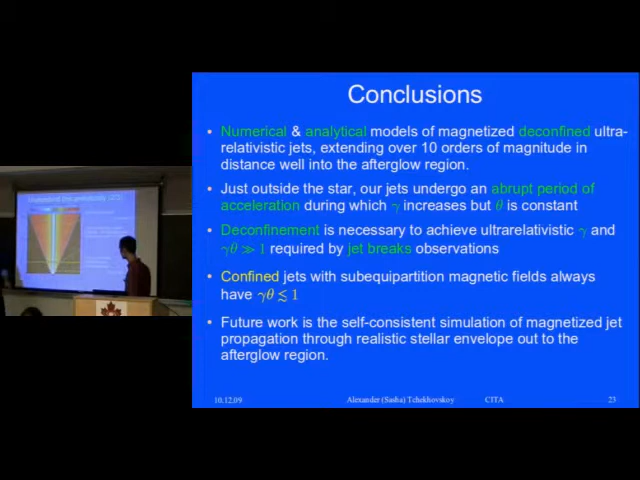 Conclusions
• Numerical & analytical models of magnetized deconfined ultra-
relativistic jets, extending over 10 orders of magnitude in
distance well into the afterglow region.
• Just outside the star, our jets undergo an abrupt period of
acceleration during which γ increases but θ is constant
• Deconfinement is necessary to achieve ultrarelativistic γ and
γθ ≫ 1 required by jet breaks observations
• Confined jets with subequipartition magnetic fields always
have γθ ≲ 1
• Future work is the self-consistent simulation of magnetized jet
propagation through realistic stellar envelope out to the
afterglow region.
10.12.09 Alexander (Sasha) Tchekhovskoy CITA 23